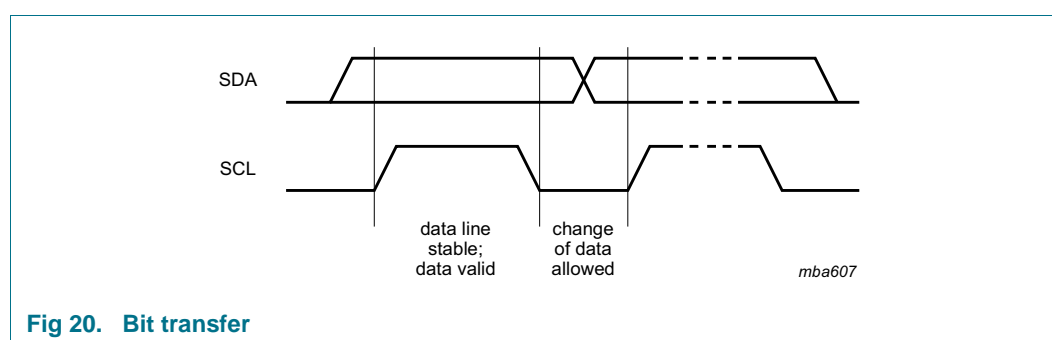 SDA
SCL
data line
stable;
data valid
change
of data
allowed
mba607
Fig 20. Bit transfer